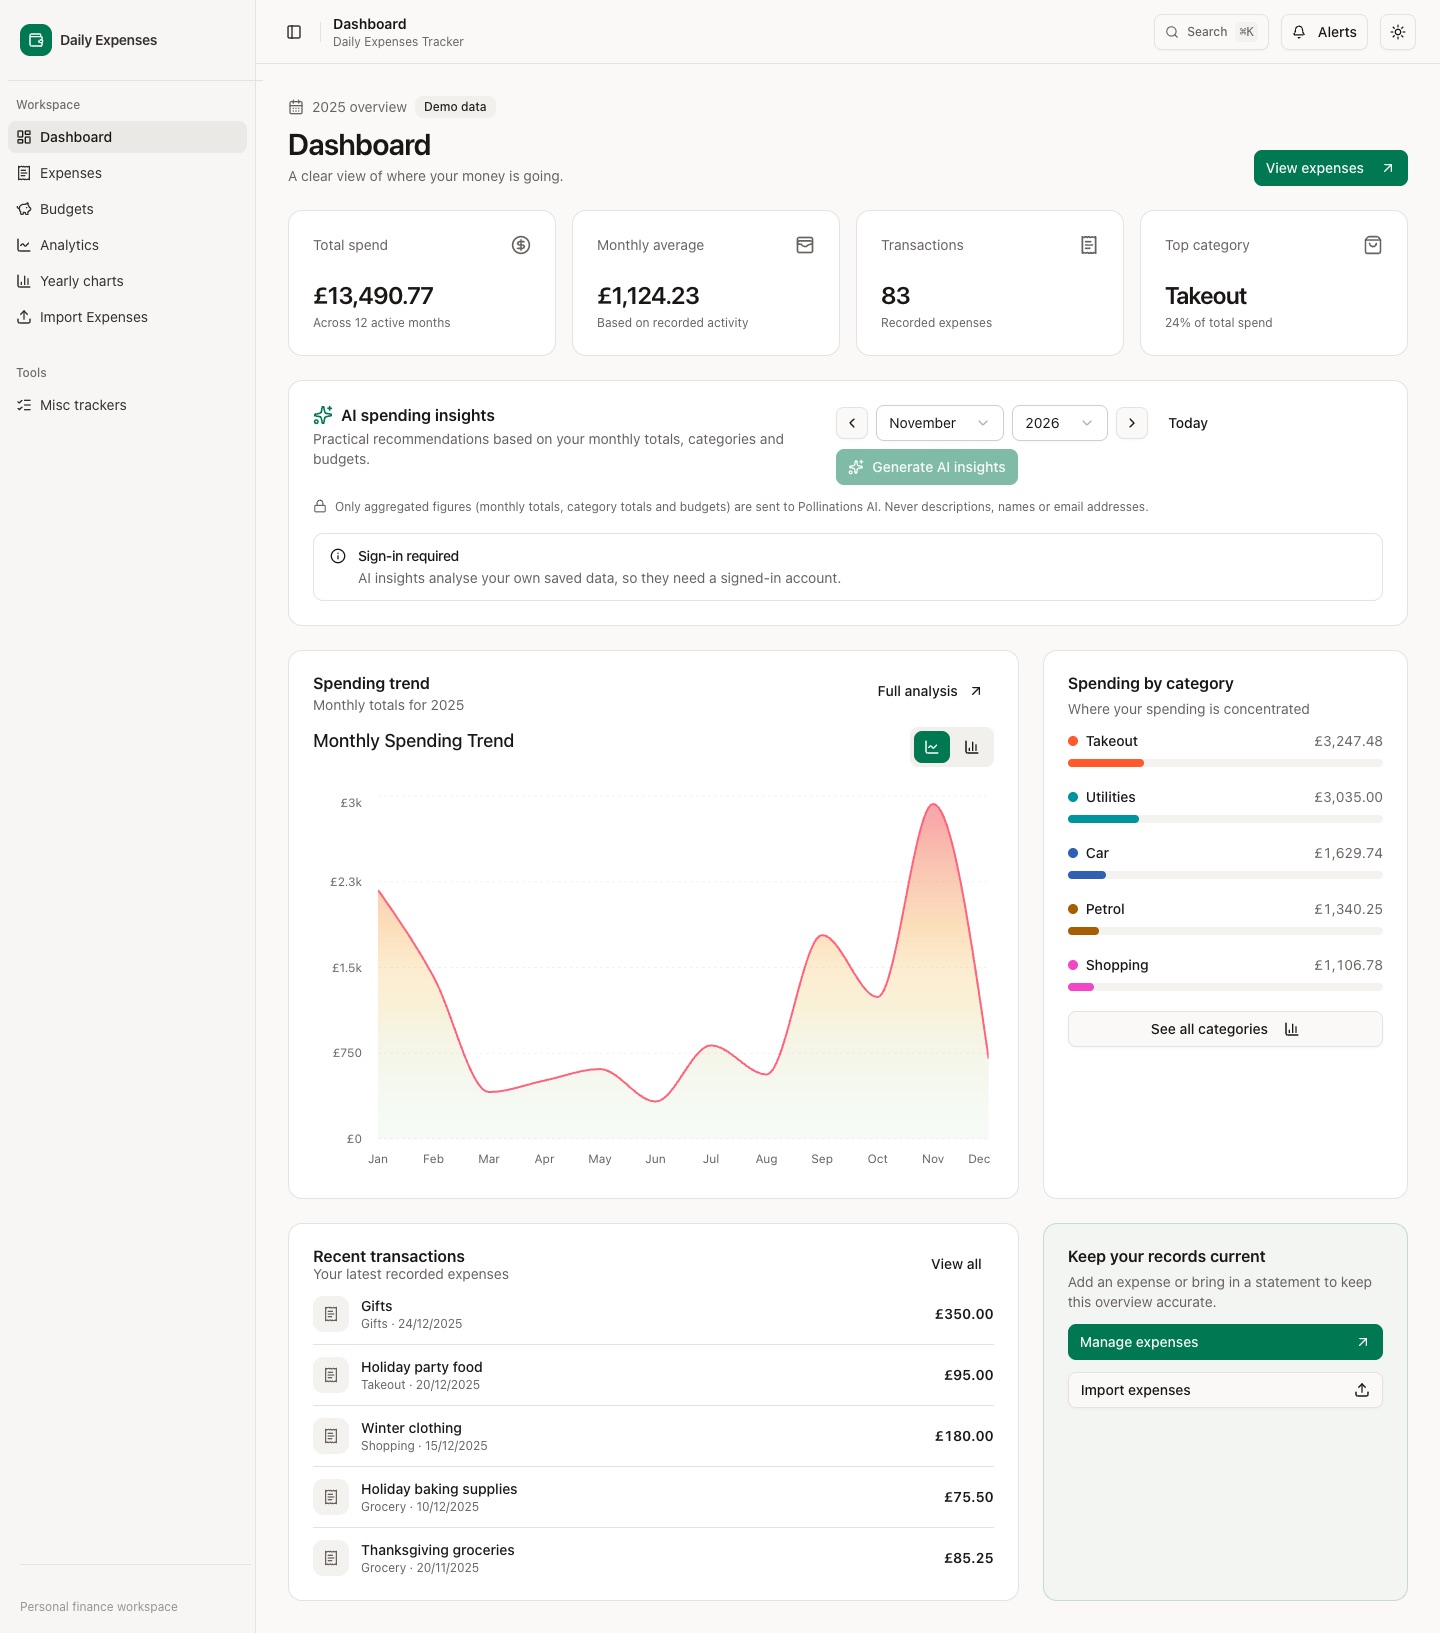 Daily Expenses
Workspace
Dashboard
Expenses
Budgets
Analytics
Yearly charts
Import Expenses
Tools
Misc trackers
Personal finance workspace
Dashboard
Daily Expenses Tracker
Search ⌘K
Alerts
2025 overview Demo data
Dashboard
A clear view of where your money is going.
View expenses
Total spend
£13,490.77
Across 12 active months
Monthly average
£1,124.23
Based on recorded activity
Transactions
83
Recorded expenses
Top category
Takeout
24% of total spend
AI spending insights
Practical recommendations based on your monthly totals, categories and
budgets.
November 2026 Today
Generate AI insights
Only aggregated figures (monthly totals, category totals and budgets) are sent to Pollinations AI. Never descriptions, names or email addresses.
Sign-in required
AI insights analyse your own saved data, so they need a signed-in account.
Spending trend
Monthly totals for 2025
Full analysis
Monthly Spending Trend
£3k
£2.3k
£1.5k
£750
£0
Jan Feb Mar Apr May Jun Jul Aug Sep Oct Nov Dec
Spending by category
Where your spending is concentrated
Takeout £3,247.48
Utilities £3,035.00
Car £1,629.74
Petrol £1,340.25
Shopping £1,106.78
See all categories
Recent transactions
Your latest recorded expenses
View all
Gifts
Gifts · 24/12/2025
£350.00
Holiday party food
Takeout · 20/12/2025
£95.00
Winter clothing
Shopping · 15/12/2025
£180.00
Holiday baking supplies
Grocery · 10/12/2025
£75.50
Thanksgiving groceries
Grocery · 20/11/2025
£85.25
Keep your records current
Add an expense or bring in a statement to keep
this overview accurate.
Manage expenses
Import expenses